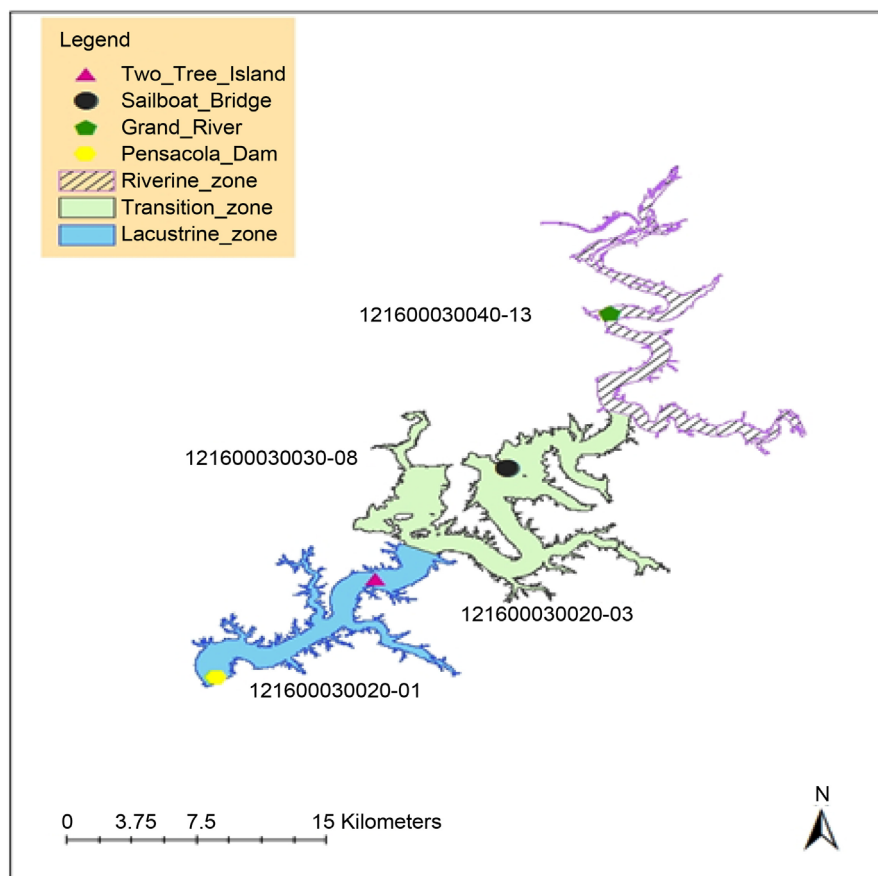 Legend
Two_Tree_Island
Sailboat_Bridge
Grand_River
Pensacola_Dam
Riverine_zone
Transition_zone
Lacustrine_zone
121600030040-13
121600030030-08
121600030020-03
121600030020-01
0 3.75 7.5 15 Kilometers
N